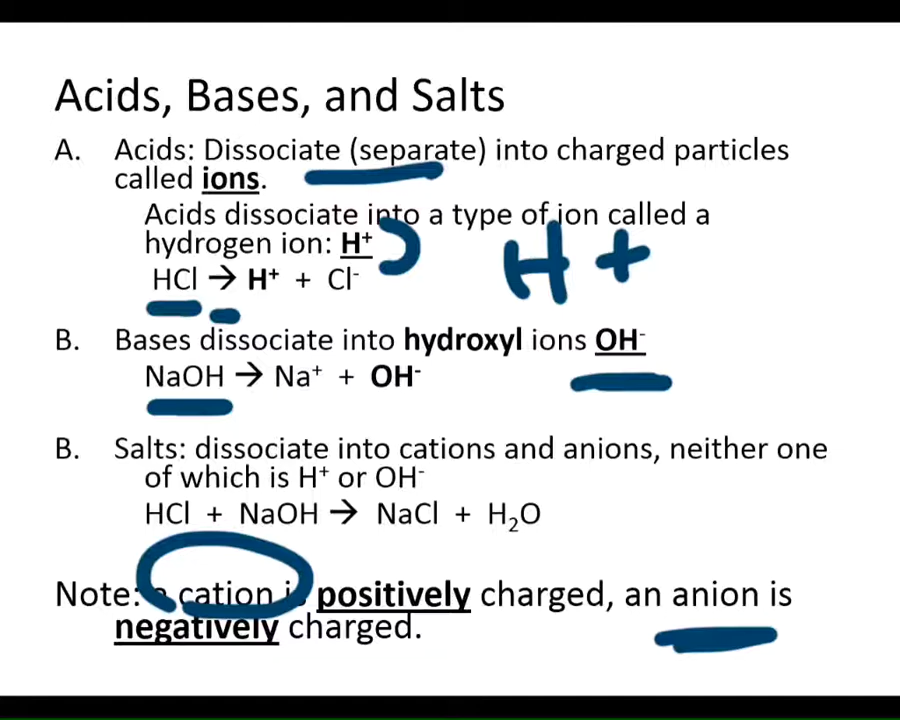 Acids, Bases, and Salts
A. Acids: Dissociate (separate) into charged particles
called ions.
Acids dissociate into a type of ion called a
hydrogen ion: H⁺
H +
HCl → H⁺ + Cl⁻
B. Bases dissociate into hydroxyl ions OH⁻
NaOH → Na⁺ + OH⁻
B. Salts: dissociate into cations and anions, neither one
of which is H⁺ or OH⁻
HCl + NaOH → NaCl + H₂O
Note: a cation is positively charged, an anion is
negatively charged.